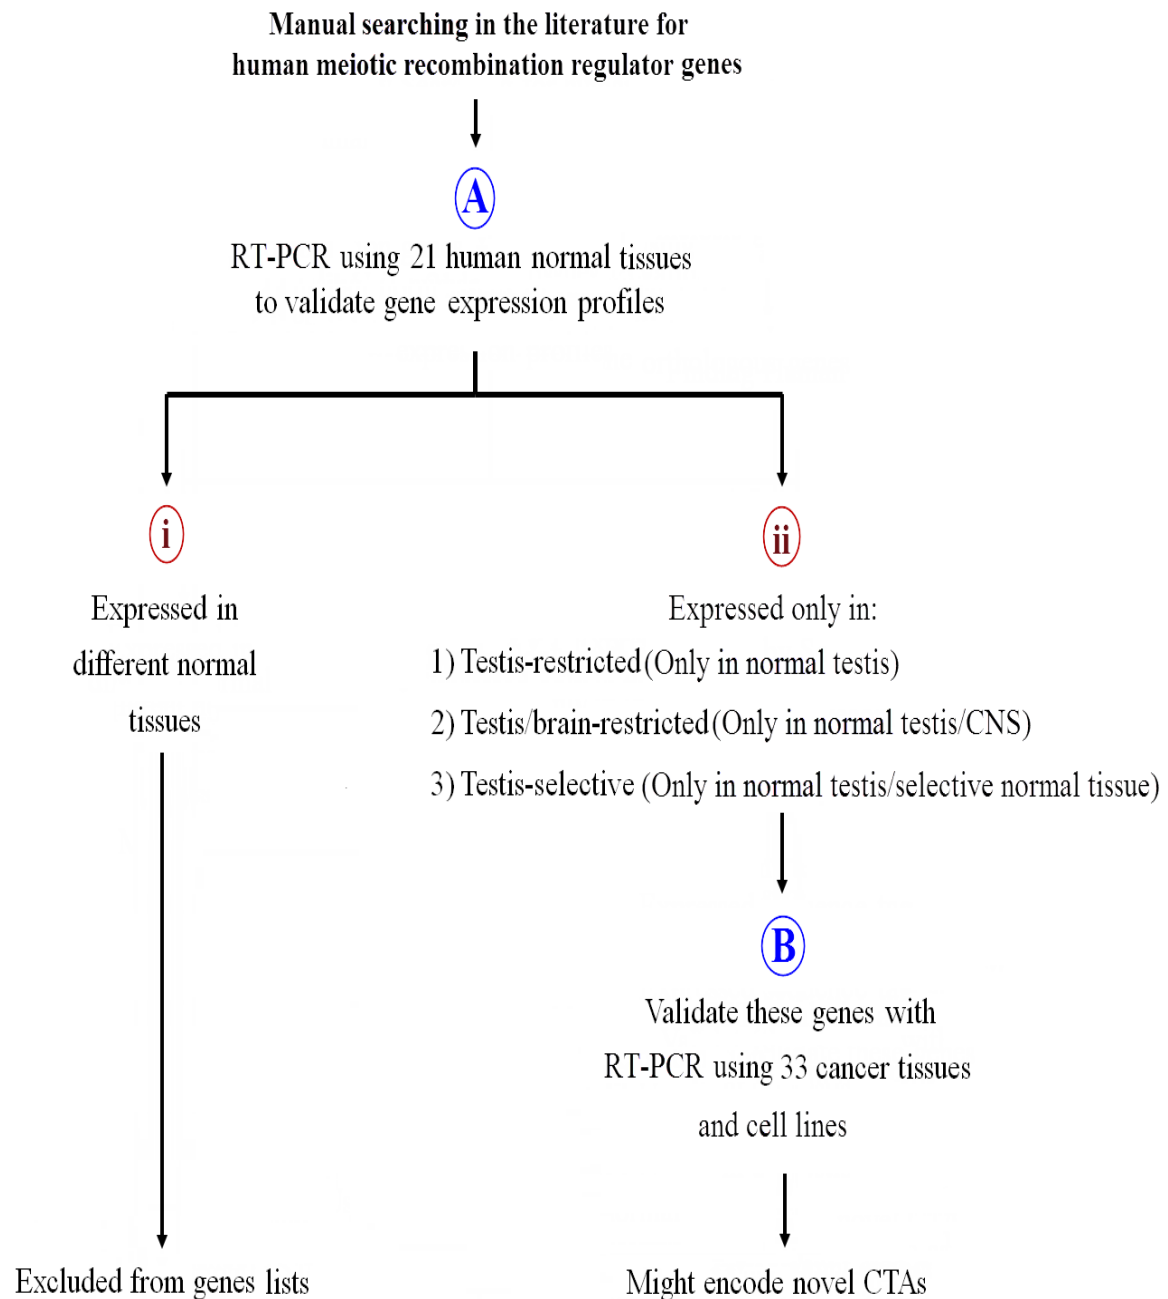 Manual searching in the literature for
human meiotic recombination regulator genes
A
RT-PCR using 21 human normal tissues
to validate gene expression profiles
i
Expressed in
different normal
tissues
Excluded from genes lists
ii
Expressed only in:
1) Testis-restricted (Only in normal testis)
2) Testis/brain-restricted (Only in normal testis/CNS)
3) Testis-selective (Only in normal testis/selective normal tissue)
B
Validate these genes with
RT-PCR using 33 cancer tissues
and cell lines
Might encode novel CTAs